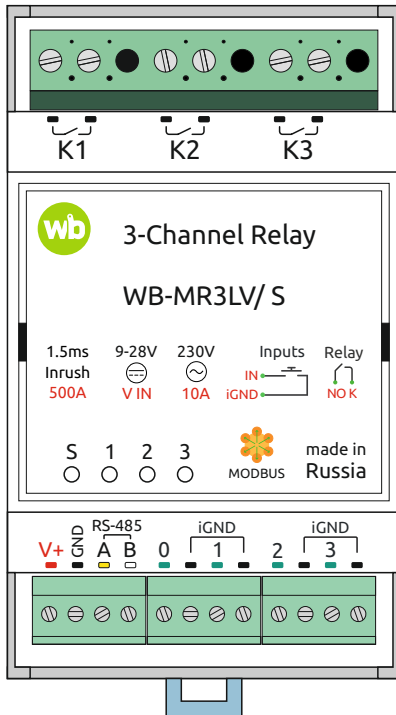 K1 K2 K3
wb
3-Channel Relay
WB-MR3LV/ S
1.5ms 9-28V 230V Inputs Relay
Inrush IN
500A V IN 10A iGND NO K
S 1 2 3 made in
MODBUS Russia
RS-485 iGND iGND
V+ GND A B 0 1 2 3